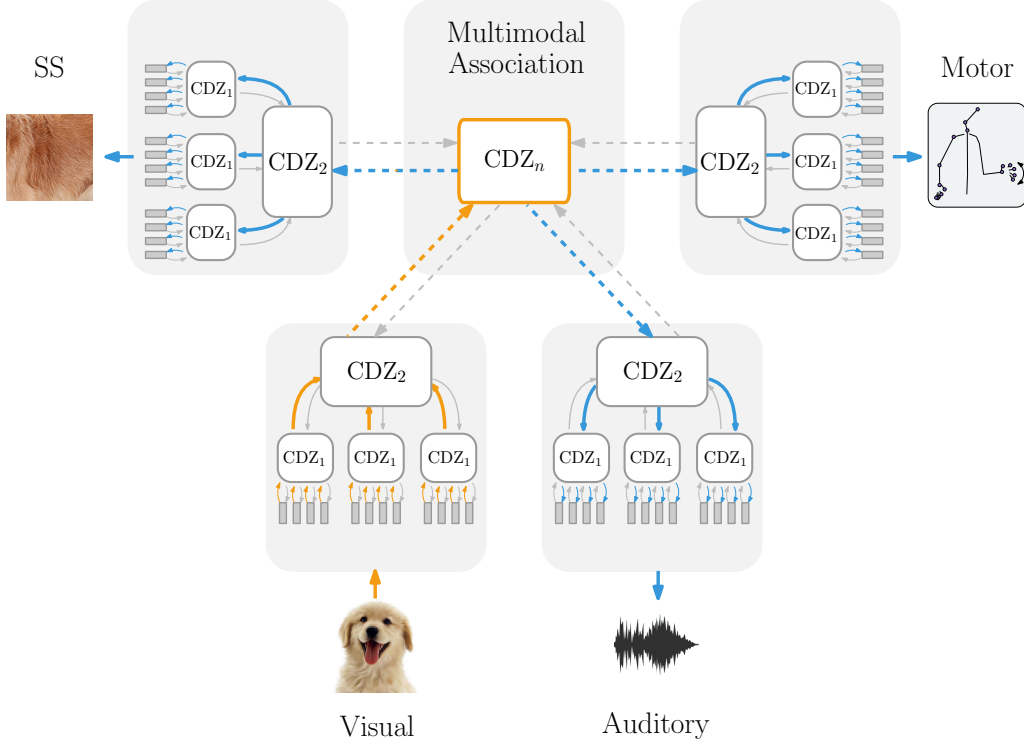 Multimodal
Association
SS
Motor
CDZ₁
CDZ₁
CDZ₁
CDZ₂
CDZₙ
CDZ₂
CDZ₁
CDZ₁
CDZ₁
CDZ₂
CDZ₁
CDZ₁
CDZ₁
CDZ₂
CDZ₁
CDZ₁
CDZ₁
Visual
Auditory